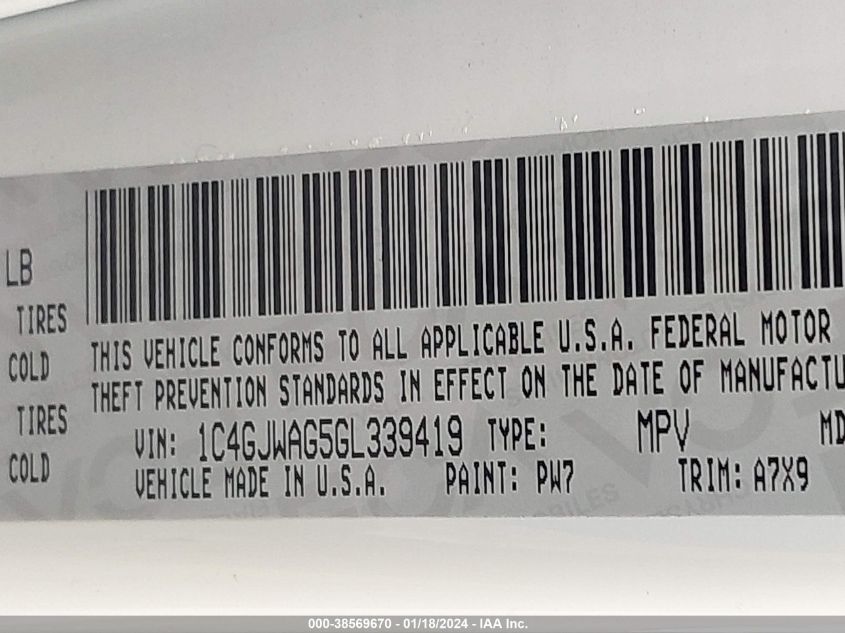 LB
TIRES
COLD
TIRES
COLD
THIS VEHICLE CONFORMS TO ALL APPLICABLE U.S.A. FEDERAL MOTOR
THEFT PREVENTION STANDARDS IN EFFECT ON THE DATE OF MANUFACTU
VIN: 1C4GJWAG5GL339419 TYPE: MPV MD
VEHICLE MADE IN U.S.A. PAINT: PW7 TRIM: A7X9
000-38569670 - 01/18/2024 - IAA Inc.